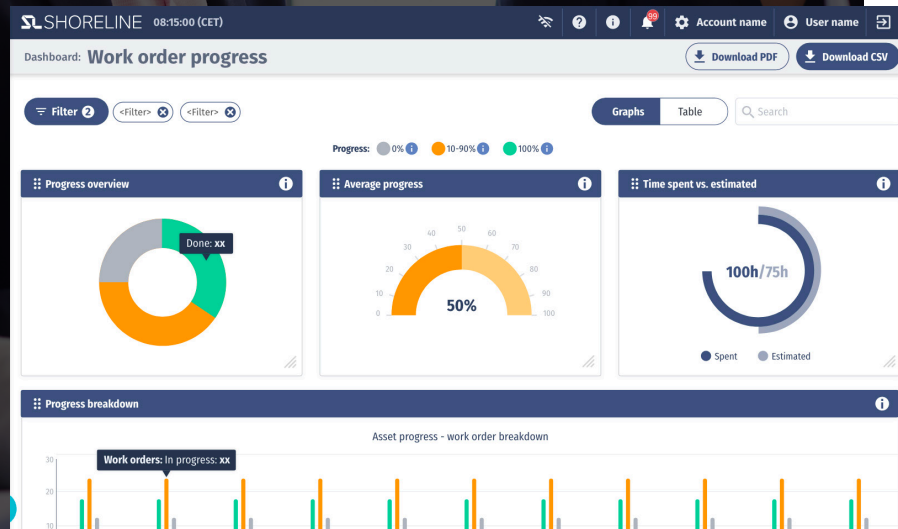 SHORELINE 08:15:00 (CET)
99
Account name
User name
Dashboard: Work order progress
Download PDF
Download CSV
Filter 2
<Filter>
<Filter>
Graphs
Table
Search
Progress: 0% 10-90% 100%
Progress overview
Done: xx
Average progress
0
10
20
30
40
50
60
70
80
90
100
50%
Time spent vs. estimated
100h/75h
Spent
Estimated
Progress breakdown
Asset progress - work order breakdown
Work orders: In progress: xx
30
20
10